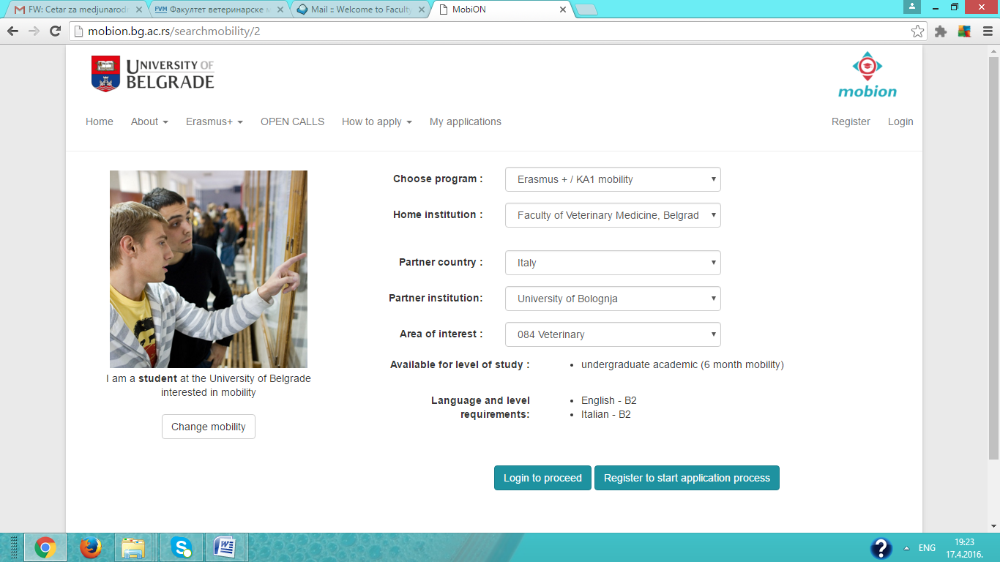 FW: Cetar za medjunarodn
FVM Факултет ветеринарске м
Mail :: Welcome to Faculty
MobiON
mobion.bg.ac.rs/searchmobility/2
UNIVERSITY OF
BELGRADE
mobion
Home About Erasmus+ OPEN CALLS How to apply My applications Register Login
Choose program : Erasmus + / KA1 mobility
Home institution : Faculty of Veterinary Medicine, Belgrad
Partner country : Italy
Partner institution: University of Bolognja
Area of interest : 084 Veterinary
Available for level of study : • undergraduate academic (6 month mobility)
Language and level
requirements:
• English - B2
• Italian - B2
I am a student at the University of Belgrade
interested in mobility
Change mobility
Login to proceed Register to start application process
ENG
19:23
17.4.2016.